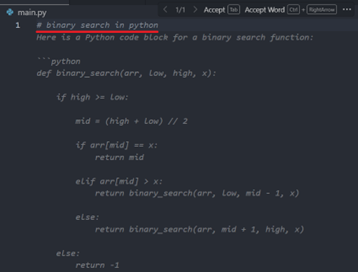 main.py
< 1/1 > Accept Tab Accept Word Ctrl + RightArrow ...
1 # binary search in python
Here is a Python code block for a binary search function:
```python
def binary_search(arr, low, high, x):
if high >= low:
mid = (high + low) // 2
if arr[mid] == x:
return mid
elif arr[mid] > x:
return binary_search(arr, low, mid - 1, x)
else:
return binary_search(arr, mid + 1, high, x)
else:
return -1